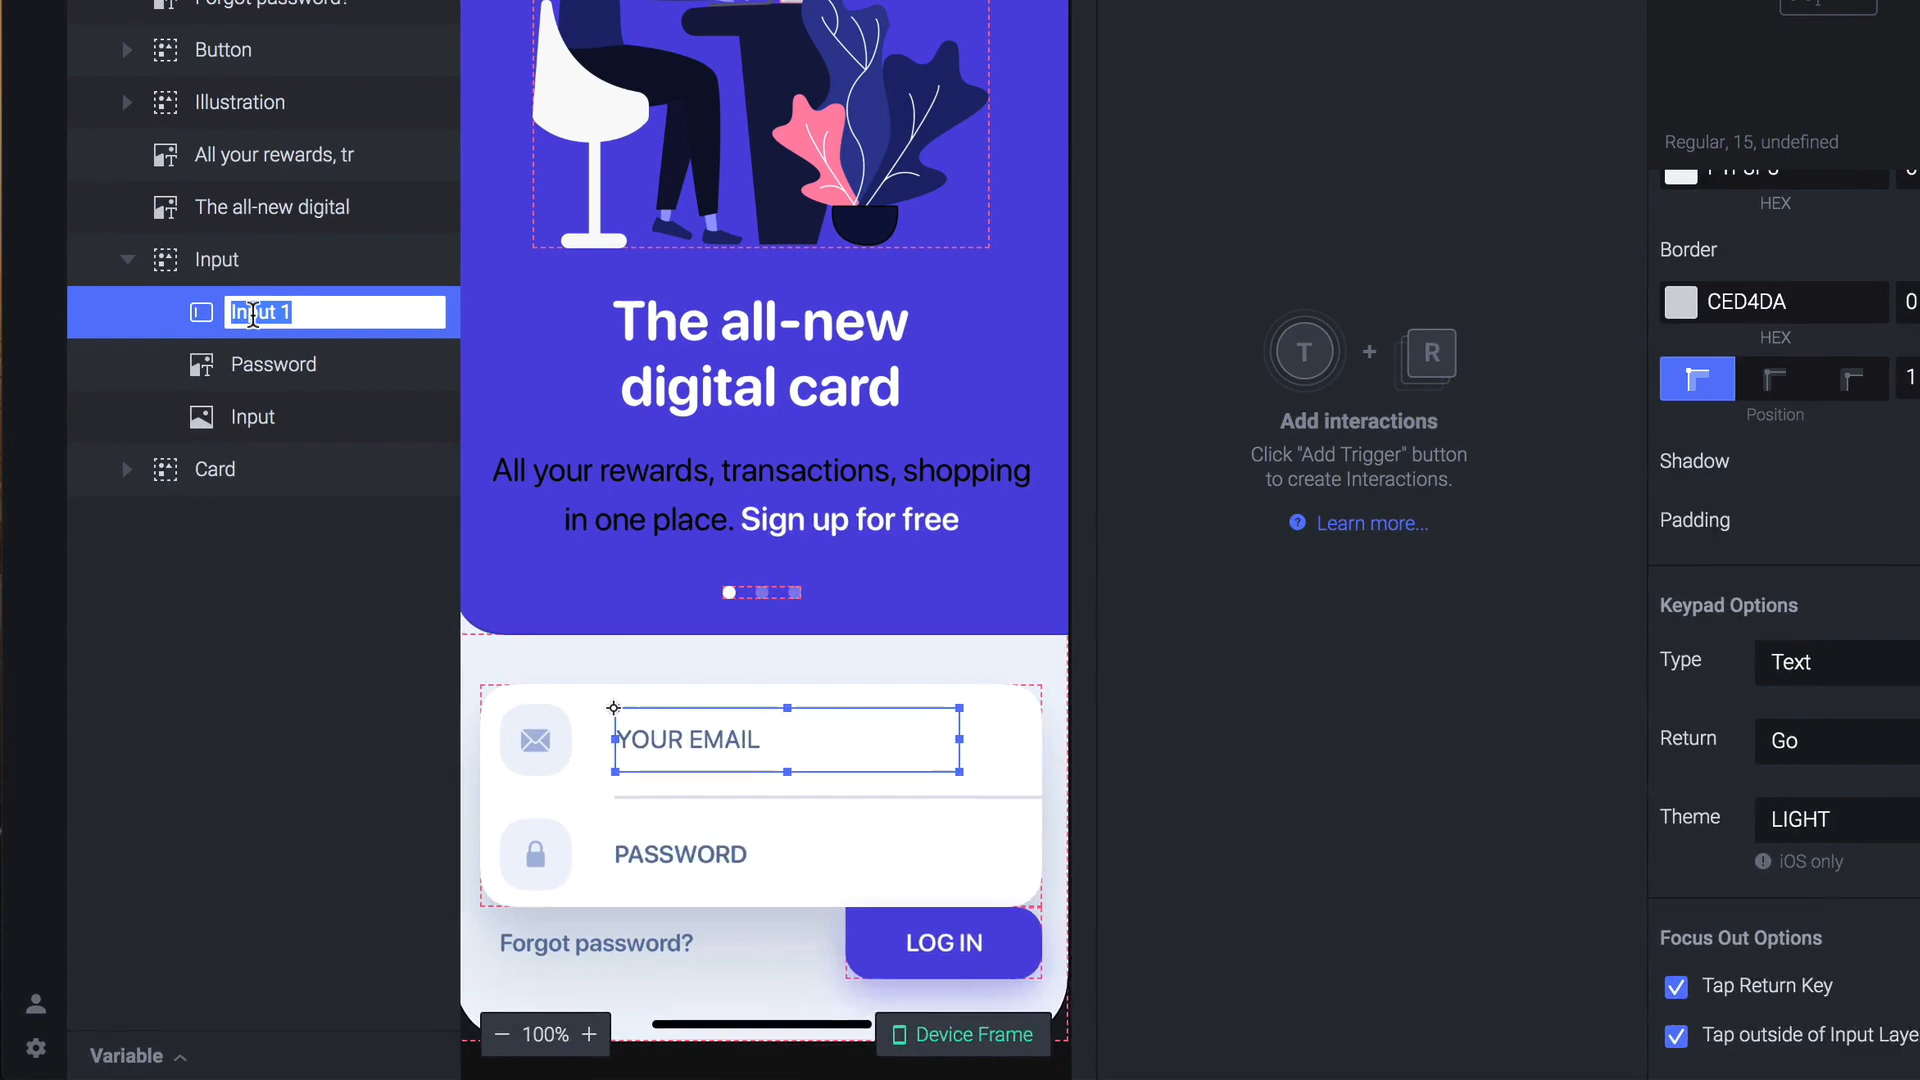 Forgot password?
Button
Illustration
All your rewards, tr
The all-new digital
Input
Input 1
Password
Input
Card
Variable
The all-new
digital card
All your rewards, transactions, shopping
in one place. Sign up for free
YOUR EMAIL
PASSWORD
Forgot password?
LOG IN
100%
Device Frame
T + R
Add interactions
Click "Add Trigger" button
to create Interactions.
? Learn more...
Regular, 15, undefined
HEX
Border
CED4DA
0
HEX
1
Position
Shadow
Padding
Keypad Options
Type
Text
Return
Go
Theme
LIGHT
iOS only
Focus Out Options
Tap Return Key
Tap outside of Input Laye